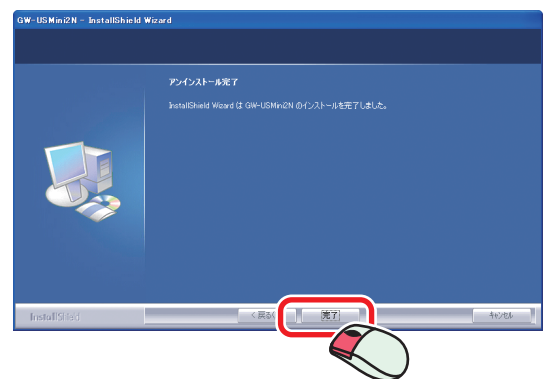 GW-USMini2N - InstallShield Wizard
アンインストール完了
InstallShield Wizard は GW-USMini2N のインストールを完了しました。
InstallShield
< 戻る(
完了
キャンセル